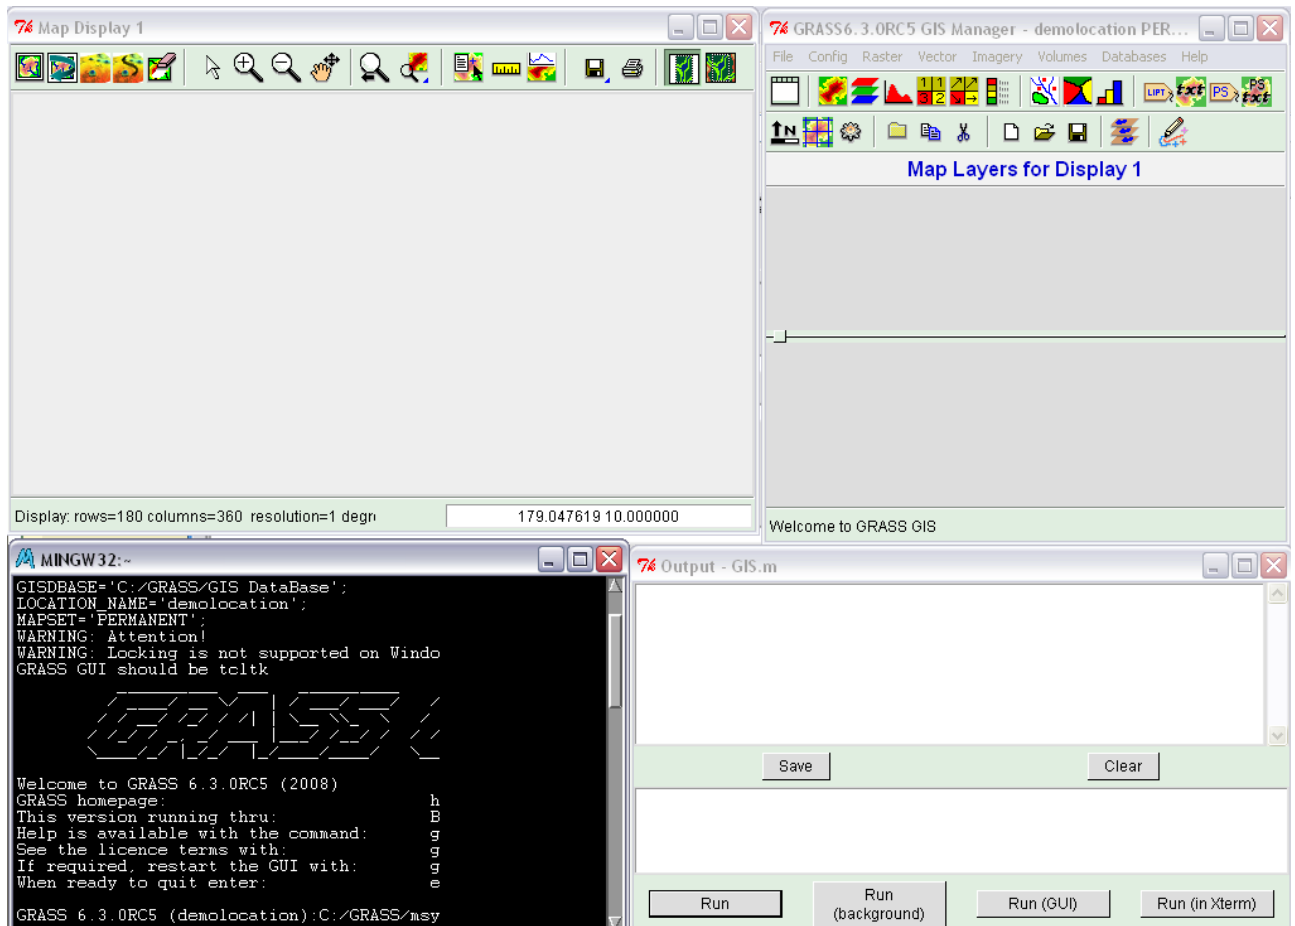 Map Display 1
Display: rows=180 columns=360 resolution=1 degr
179.047619 10.000000
GRASS6.3.0RC5 GIS Manager - demolocation PER...
File Config Raster Vector Imagery Volumes Databases Help
Map Layers for Display 1
Welcome to GRASS GIS
MINGW32:~
GISDBASE='C:/GRASS/GIS DataBase';
LOCATION_NAME='demolocation';
MAPSET='PERMANENT';
WARNING: Attention!
WARNING: Locking is not supported on Windo
GRASS GUI should be tcltk
GRASS
Welcome to GRASS 6.3.0RC5 (2008)
GRASS homepage: h
This version running thru: B
Help is available with the command: g
See the licence terms with: g
If required, restart the GUI with: g
When ready to quit enter: e
GRASS 6.3.0RC5 (demolocation):C:/GRASS/msy
Output - GIS.m
Save Clear
Run Run (background) Run (GUI) Run (in Xterm)